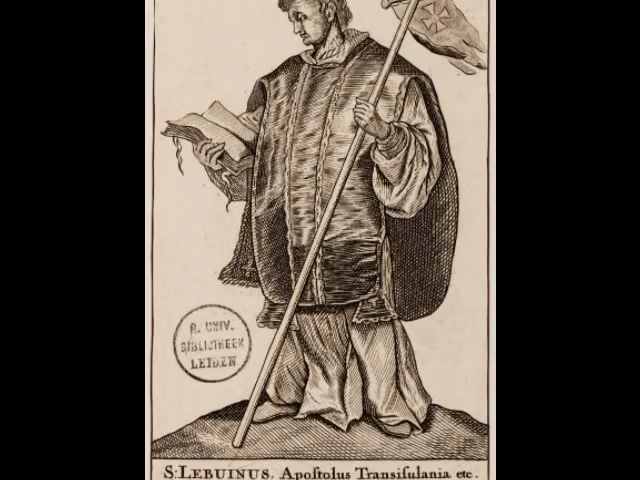 R. UNIV.
BIBLIOTHEEK
LEIDEN
S: LEBUINUS. Apoſtolus Tranſiſulania etc.